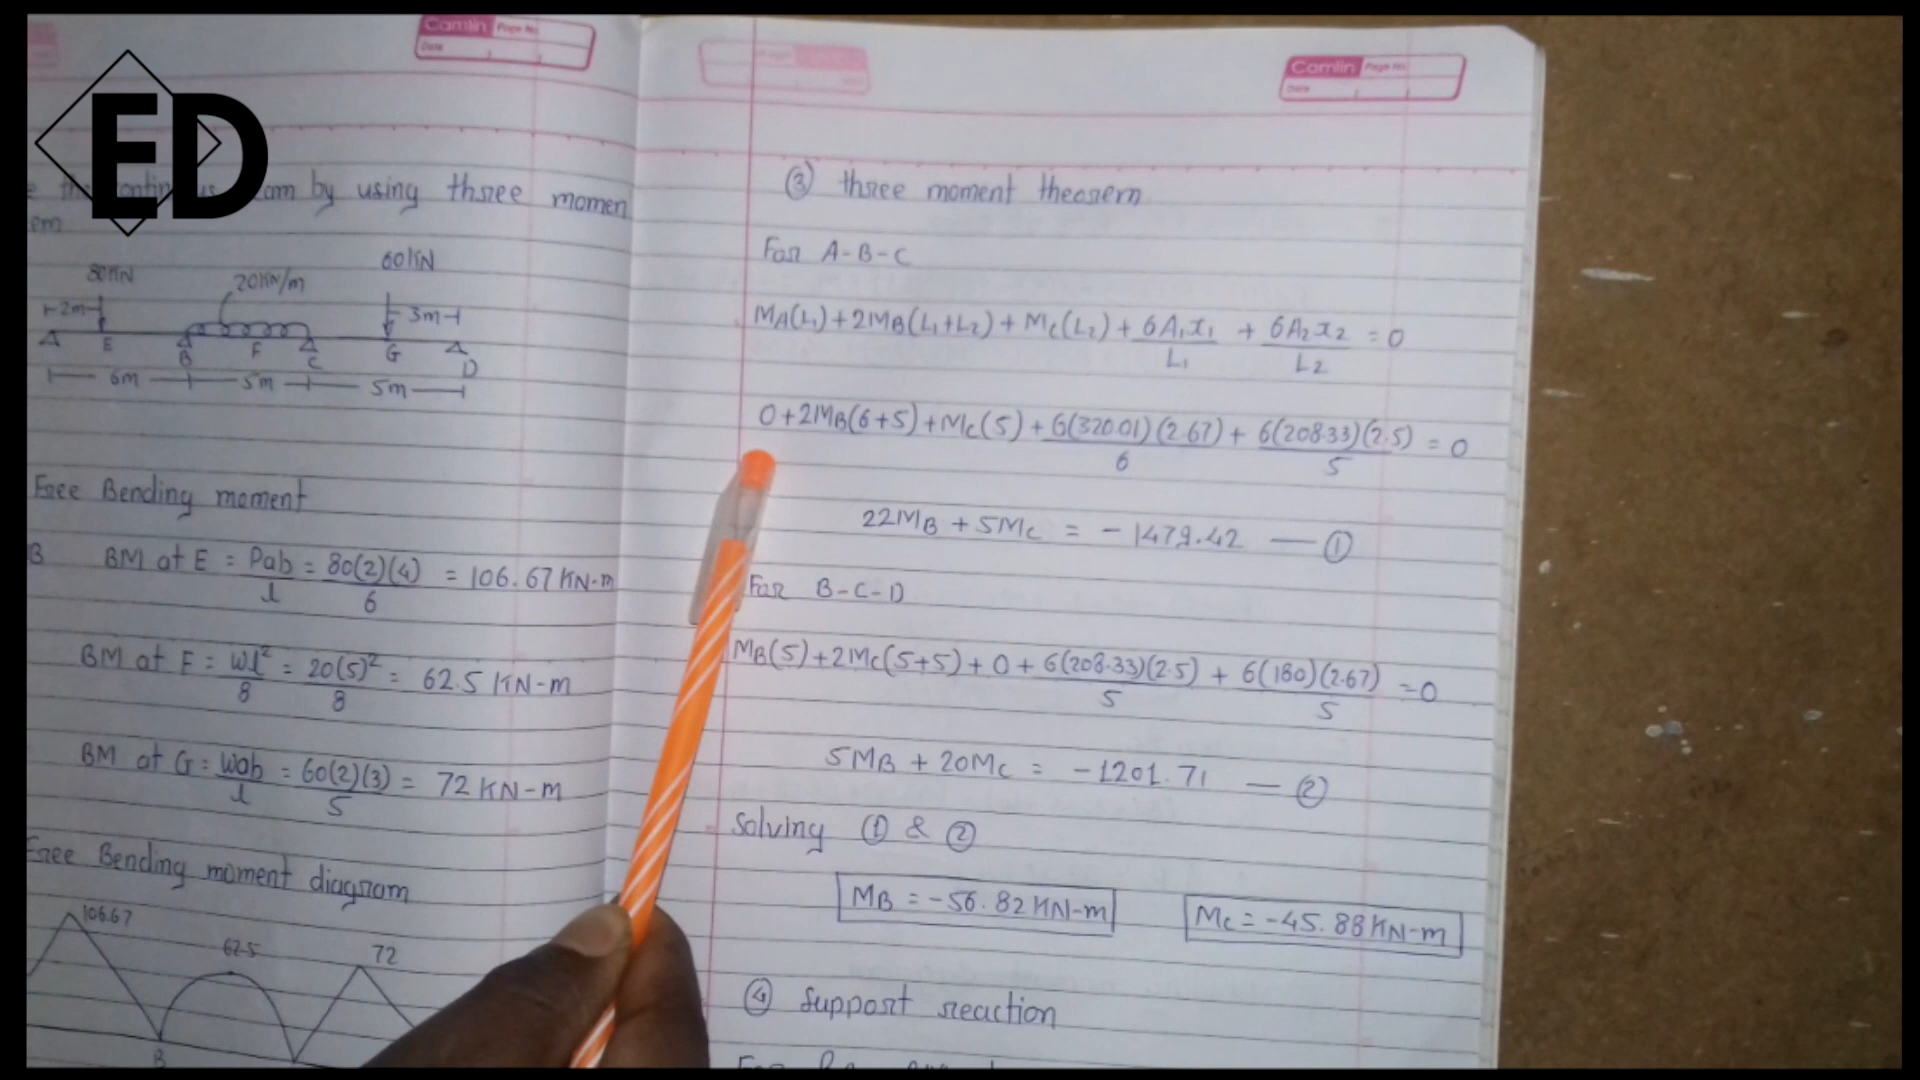 ED
Camlin Page No.
Date
by using three momen
em
80KN
20KN/m
60KN
2m
3m
A E B F C G D
6m 5m 5m
Free Bending moment
B BM at E = Pab/l = 80(2)(4)/6 = 106.67 KN-m
BM at F = Wl²/8 = 20(5)²/8 = 62.5 KN-m
BM at G = Wab/l = 60(2)(3)/5 = 72 KN-m
Free Bending moment diagram
106.67
62.5
72
B
Camlin Page No.
Date
③ three moment theorem
For A-B-C
MA(L1)+2MB(L1+L2)+MC(L2)+6A1x1/L1 + 6A2x2/L2 = 0
0+2MB(6+5)+MC(5)+6(320.01)(2.67)/6 + 6(208.33)(2.5)/5 = 0
22MB + 5MC = -1479.42 — ①
For B-C-D
MB(5)+2MC(5+5)+0+6(208.33)(2.5)/5 + 6(180)(2.67)/5 = 0
5MB + 20MC = -1201.71 — ②
Solving ① & ②
MB = -56.82 KN-m MC = -45.88 KN-m
④ support reaction